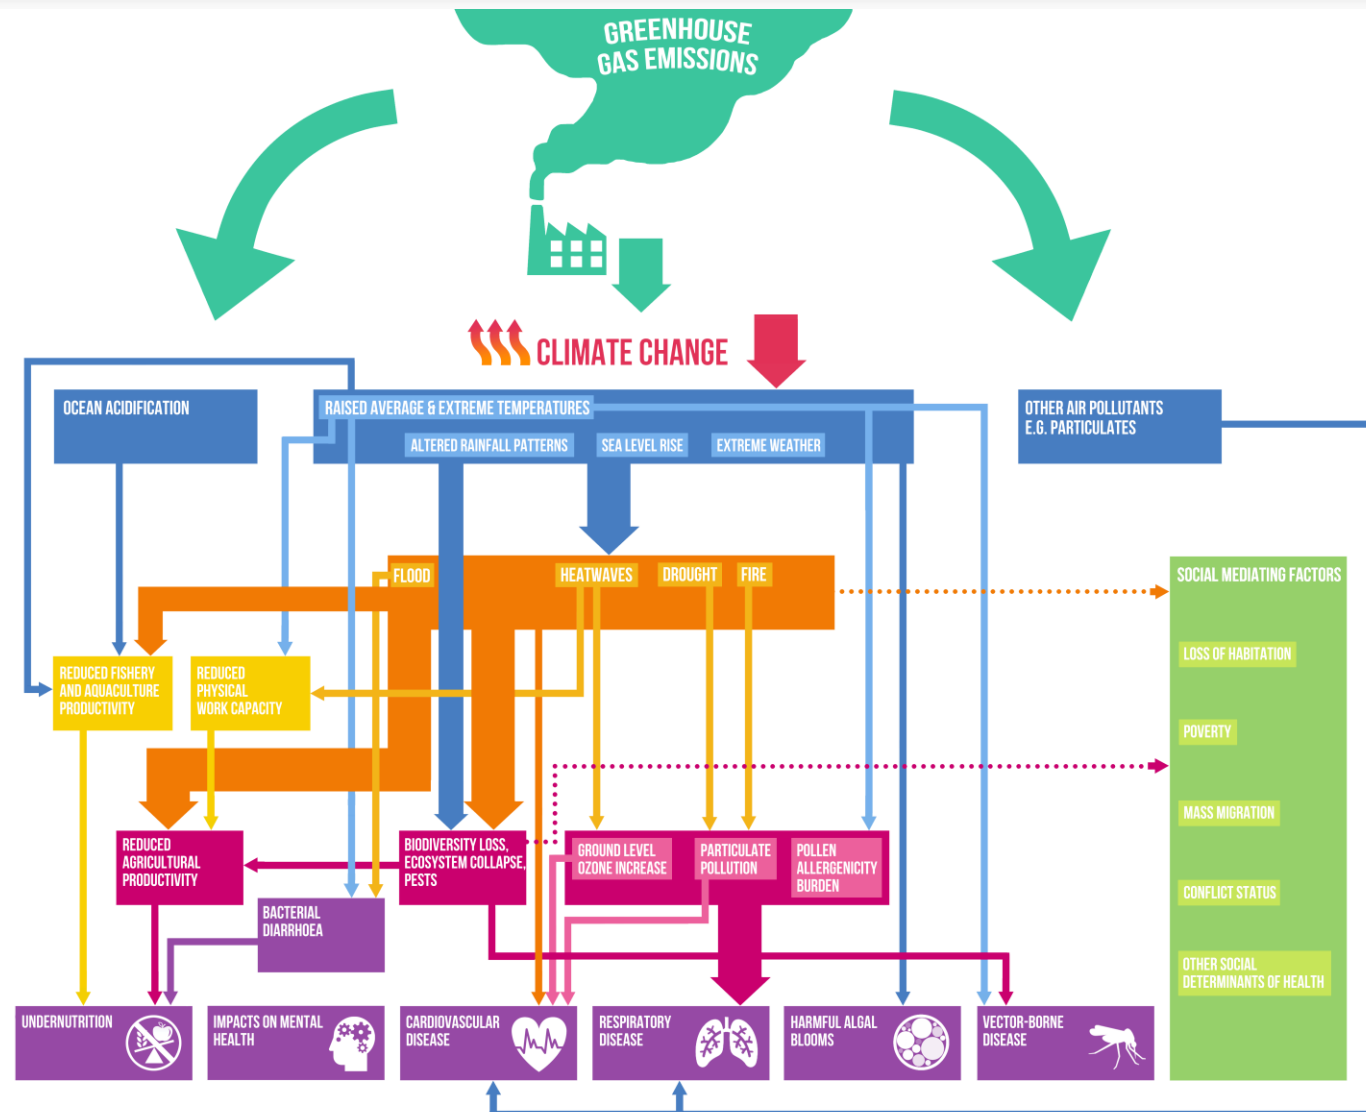 GREENHOUSE
GAS EMISSIONS
CLIMATE CHANGE
OCEAN ACIDIFICATION
RAISED AVERAGE & EXTREME TEMPERATURES
ALTERED RAINFALL PATTERNS
SEA LEVEL RISE
EXTREME WEATHER
OTHER AIR POLLUTANTS
E.G. PARTICULATES
FLOOD
HEATWAVES
DROUGHT
FIRE
SOCIAL MEDIATING FACTORS
LOSS OF HABITATION
POVERTY
MASS MIGRATION
CONFLICT STATUS
OTHER SOCIAL
DETERMINANTS OF HEALTH
REDUCED FISHERY
AND AQUACULTURE
PRODUCTIVITY
REDUCED
PHYSICAL
WORK CAPACITY
REDUCED
AGRICULTURAL
PRODUCTIVITY
BIODIVERSITY LOSS,
ECOSYSTEM COLLAPSE,
PESTS
GROUND LEVEL
OZONE INCREASE
PARTICULATE
POLLUTION
POLLEN
ALLERGENICITY
BURDEN
BACTERIAL
DIARRHOEA
UNDERNUTRITION
IMPACTS ON MENTAL
HEALTH
CARDIOVASCULAR
DISEASE
RESPIRATORY
DISEASE
HARMFUL ALGAL
BLOOMS
VECTOR-BORNE
DISEASE